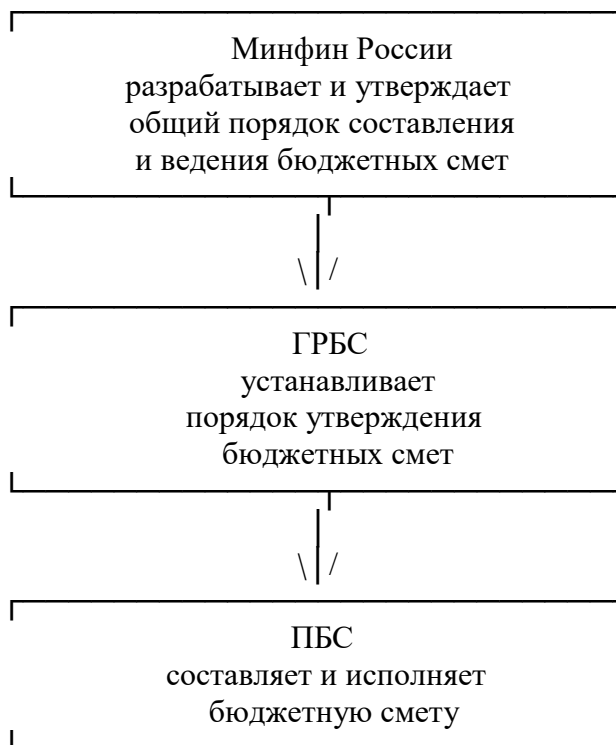 Минфин России
разрабатывает и утверждает
общий порядок составления
и ведения бюджетных смет
ГРБС
устанавливает
порядок утверждения
бюджетных смет
ПБС
составляет и исполняет
бюджетную смету